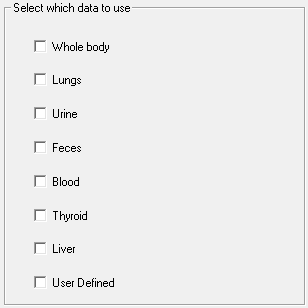 Select which data to use
Whole body
Lungs
Urine
Feces
Blood
Thyroid
Liver
User Defined